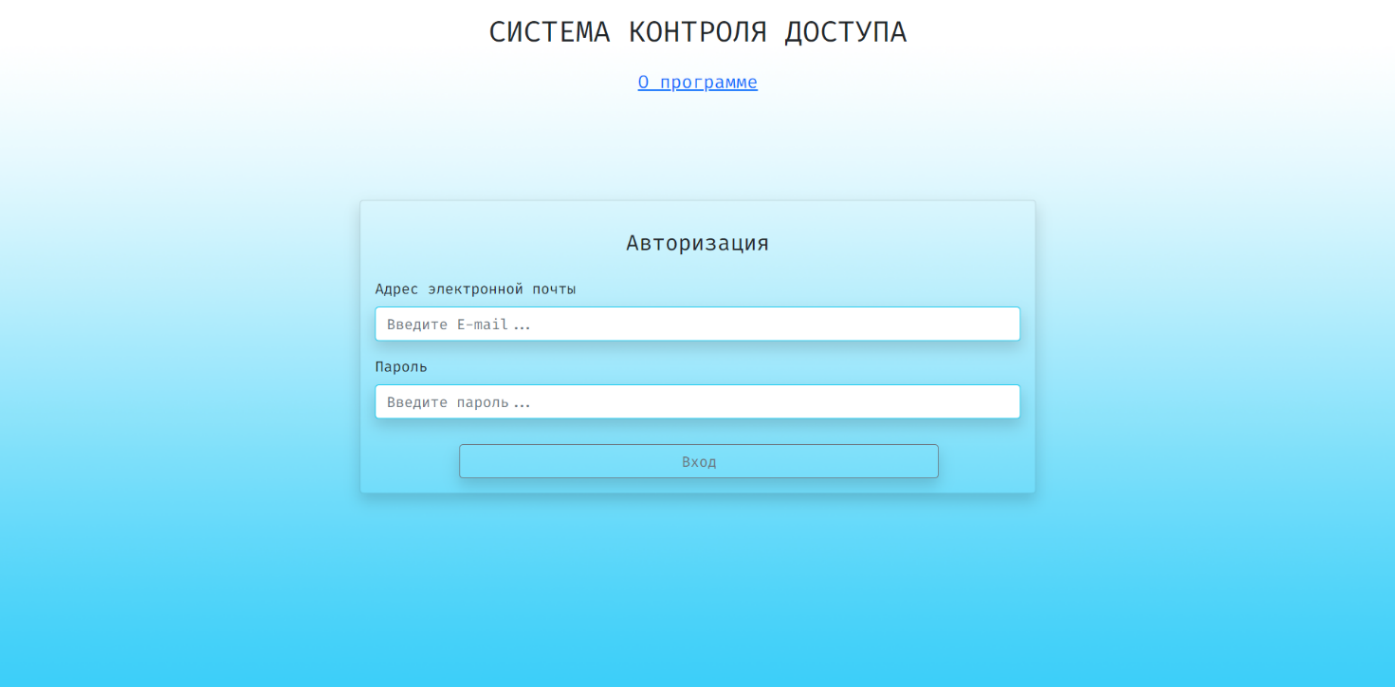 СИСТЕМА КОНТРОЛЯ ДОСТУПА
О программе
Авторизация
Адрес электронной почты
Введите E-mail...
Пароль
Введите пароль...
Вход